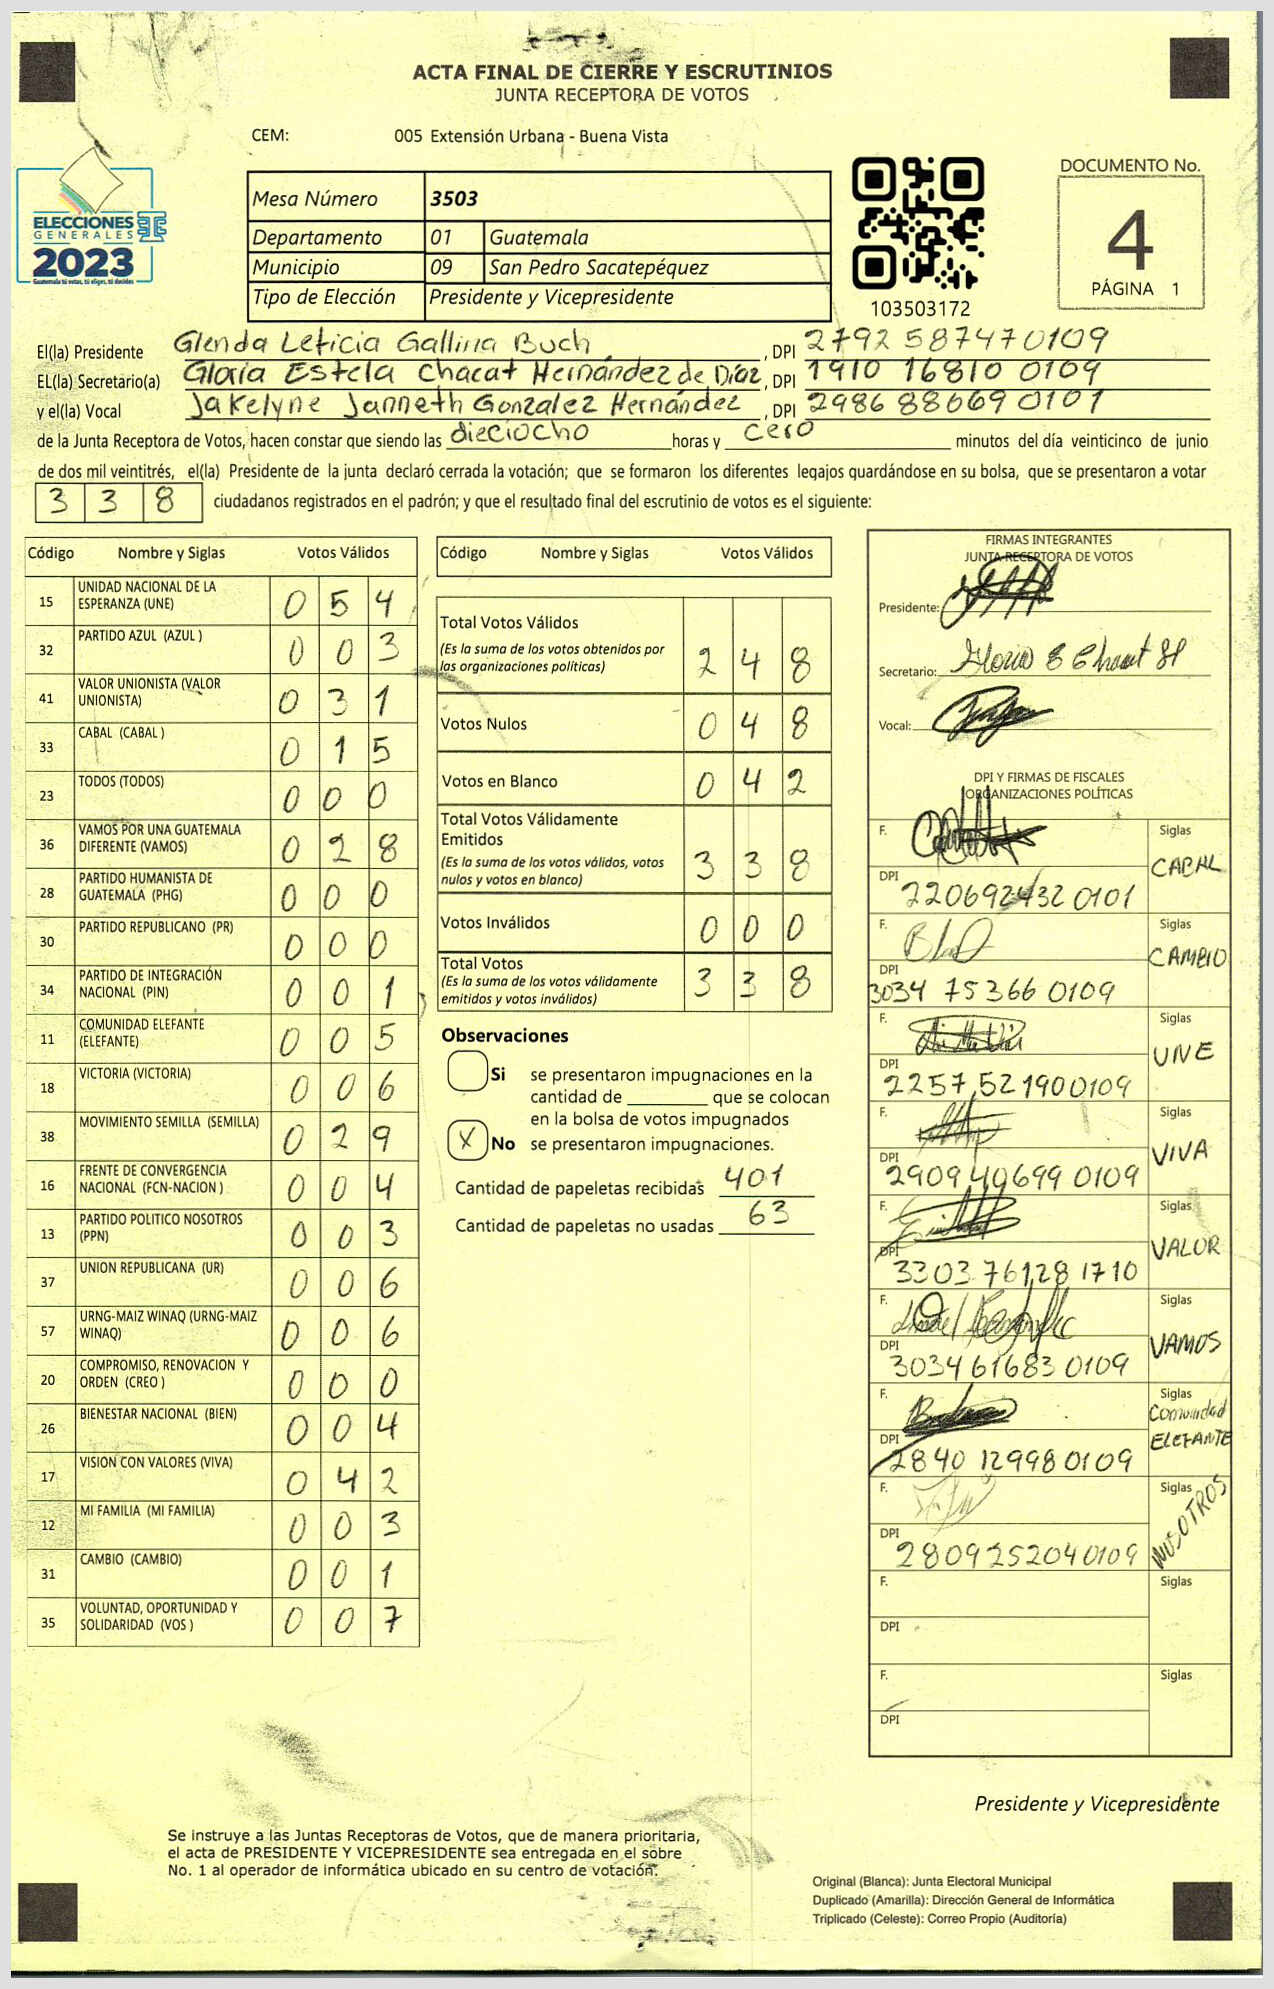 ACTA FINAL DE CIERRE Y ESCRUTINIOS
JUNTA RECEPTORA DE VOTOS
CEM: 005 Extensión Urbana - Buena Vista
ELECCIONES
GENERALES
2023
Guatemala tú votas, tú eliges, tú decides
Mesa Número 3503
Departamento 01 Guatemala
Municipio 09 San Pedro Sacatepéquez
Tipo de Elección Presidente y Vicepresidente
103503172
DOCUMENTO No.
4
PÁGINA 1
El(la) Presidente Glenda Leticia Gallina Buch, DPI 2792 58747 0109
EL(la) Secretario(a) Gloria Estela Chacat Hernández de Díaz, DPI 1910 16810 0109
y el(la) Vocal Jakelyne Janneth Gonzalez Hernández, DPI 2986 88669 0101
de la Junta Receptora de Votos, hacen constar que siendo las dieciocho horas y cero minutos del día veinticinco de junio
de dos mil veintitrés, el(la) Presidente de la junta declaró cerrada la votación; que se formaron los diferentes legajos quardándose en su bolsa, que se presentaron a votar
3 3 8 ciudadanos registrados en el padrón; y que el resultado final del escrutinio de votos es el siguiente:
Código Nombre y Siglas Votos Válidos
15 UNIDAD NACIONAL DE LA ESPERANZA (UNE) 0 5 4
32 PARTIDO AZUL (AZUL ) 0 0 3
41 VALOR UNIONISTA (VALOR UNIONISTA) 0 3 1
33 CABAL (CABAL ) 0 1 5
23 TODOS (TODOS) 0 0 0
36 VAMOS POR UNA GUATEMALA DIFERENTE (VAMOS) 0 2 8
28 PARTIDO HUMANISTA DE GUATEMALA (PHG) 0 0 0
30 PARTIDO REPUBLICANO (PR) 0 0 0
34 PARTIDO DE INTEGRACIÓN NACIONAL (PIN) 0 0 1
11 COMUNIDAD ELEFANTE (ELEFANTE) 0 0 5
18 VICTORIA (VICTORIA) 0 0 6
38 MOVIMIENTO SEMILLA (SEMILLA) 0 2 9
16 FRENTE DE CONVERGENCIA NACIONAL (FCN-NACION ) 0 0 4
13 PARTIDO POLITICO NOSOTROS (PPN) 0 0 3
37 UNION REPUBLICANA (UR) 0 0 6
57 URNG-MAIZ WINAQ (URNG-MAIZ WINAQ) 0 0 6
20 COMPROMISO, RENOVACION Y ORDEN (CREO ) 0 0 0
26 BIENESTAR NACIONAL (BIEN) 0 0 4
17 VISION CON VALORES (VIVA) 0 4 2
12 MI FAMILIA (MI FAMILIA) 0 0 3
31 CAMBIO (CAMBIO) 0 0 1
35 VOLUNTAD, OPORTUNIDAD Y SOLIDARIDAD (VOS ) 0 0 7
Código Nombre y Siglas Votos Válidos
Total Votos Válidos
(Es la suma de los votos obtenidos por
las organizaciones políticas) 2 4 8
Votos Nulos 0 4 8
Votos en Blanco 0 4 2
Total Votos Válidamente
Emitidos
(Es la suma de los votos válidos, votos
nulos y votos en blanco) 3 3 8
Votos Inválidos 0 0 0
Total Votos
(Es la suma de los votos válidamente
emitidos y votos inválidos) 3 3 8
Observaciones
Si se presentaron impugnaciones en la
cantidad de ________ que se colocan
en la bolsa de votos impugnados
X No se presentaron impugnaciones.
Cantidad de papeletas recibidas 401
Cantidad de papeletas no usadas 63
FIRMAS INTEGRANTES
JUNTA RECEPTORA DE VOTOS
Presidente:
Secretario:
Vocal:
DPI Y FIRMAS DE FISCALES
ORGANIZACIONES POLÍTICAS
F. Siglas CABAL
DPI 220692432 0101
F. Siglas CAMBIO
DPI 3034 75366 0109
F. Siglas UNE
DPI 2257 52190 0109
F. Siglas VIVA
DPI 2909 40699 0109
F. Siglas VALOR
DPI 3303 76128 1710
F. Siglas VAMOS
DPI 3034 61683 0109
F. Siglas Comunidad ELEFANTE
DPI 2840 12998 0109
F. Siglas NOSOTROS
DPI 2809252040109
F. Siglas
DPI
F. Siglas
DPI
Presidente y Vicepresidente
Se instruye a las Juntas Receptoras de Votos, que de manera prioritaria,
el acta de PRESIDENTE Y VICEPRESIDENTE sea entregada en el sobre
No. 1 al operador de informática ubicado en su centro de votación.
Original (Blanca): Junta Electoral Municipal
Duplicado (Amarilla): Dirección General de Informática
Triplicado (Celeste): Correo Propio (Auditoría)